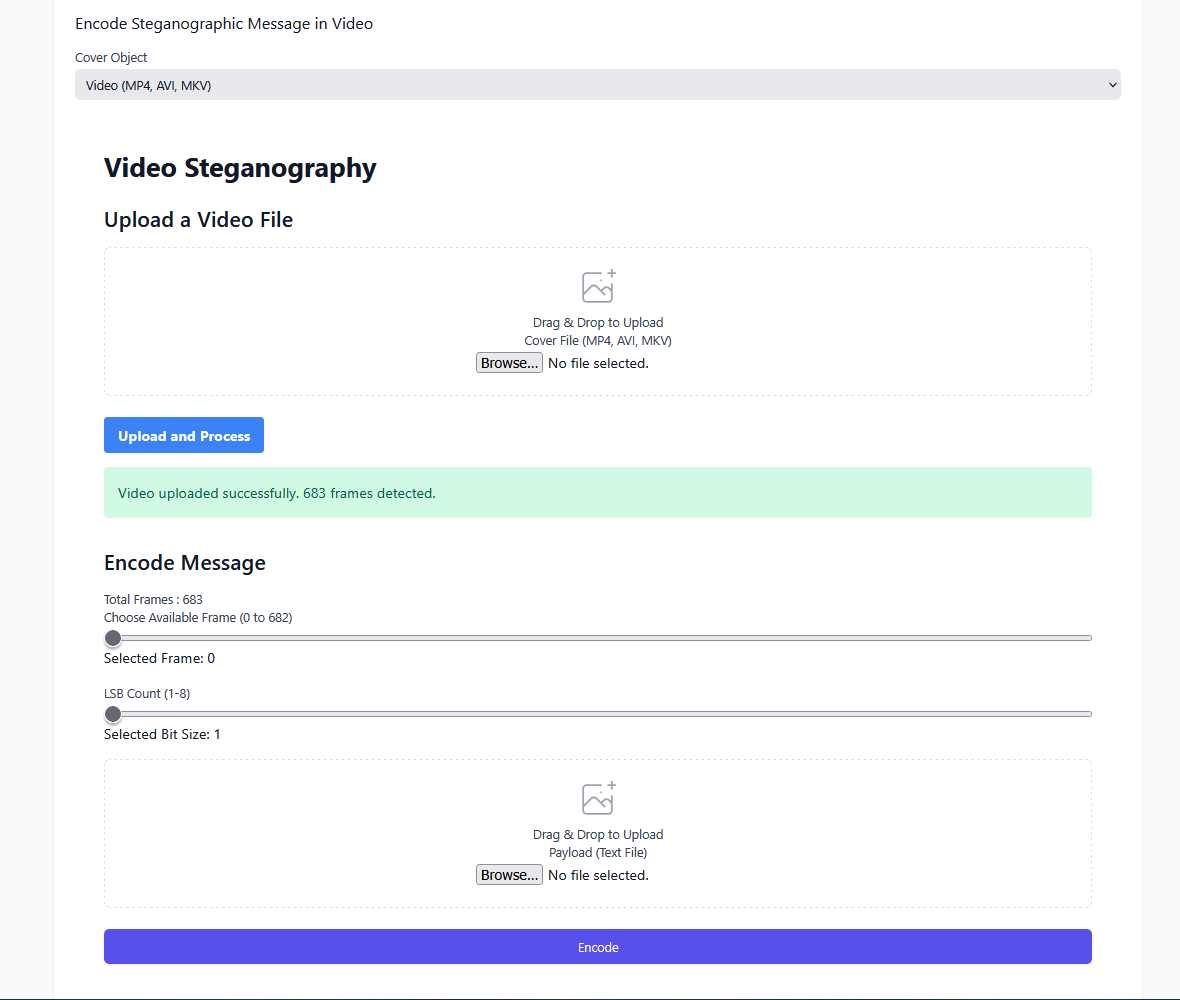 Encode Steganographic Message in Video
Cover Object
Video (MP4, AVI, MKV)
Video Steganography
Upload a Video File
Drag & Drop to Upload
Cover File (MP4, AVI, MKV)
Browse... No file selected.
Upload and Process
Video uploaded successfully. 683 frames detected.
Encode Message
Total Frames : 683
Choose Available Frame (0 to 682)
Selected Frame: 0
LSB Count (1-8)
Selected Bit Size: 1
Drag & Drop to Upload
Payload (Text File)
Browse... No file selected.
Encode